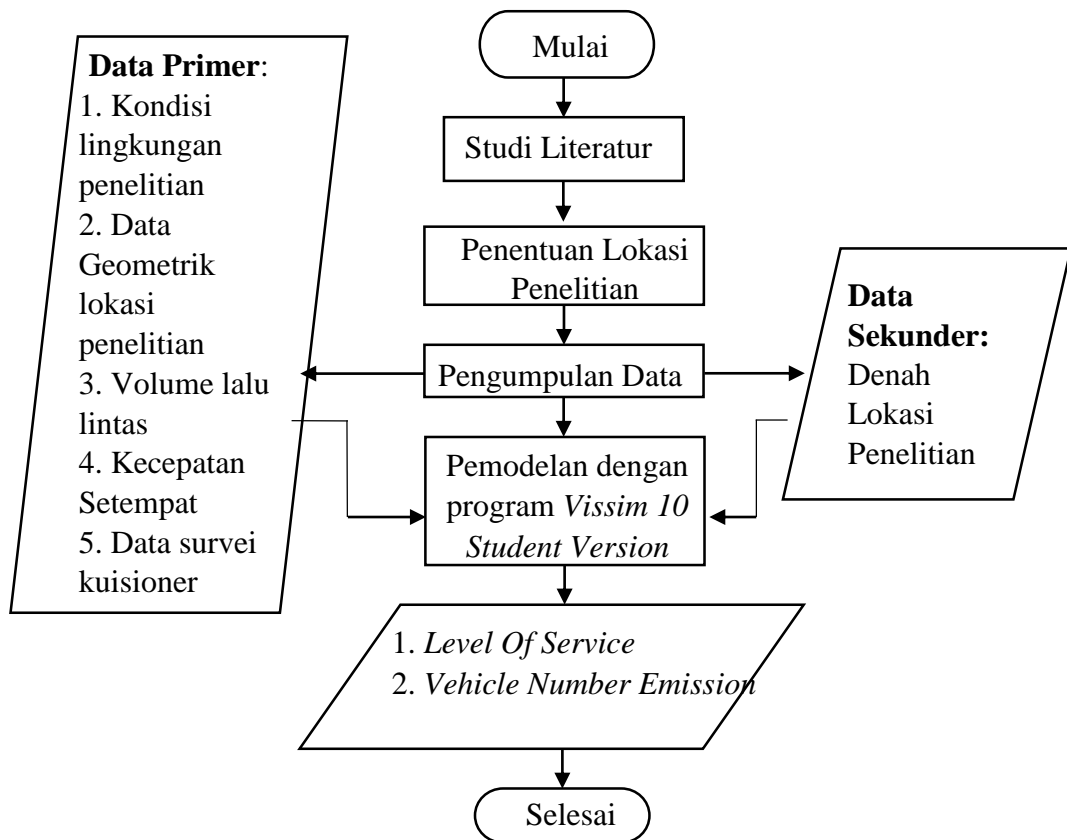 Mulai
Studi Literatur
Penentuan Lokasi
Penelitian
Pengumpulan Data
Data Primer:
1. Kondisi
lingkungan
penelitian
2. Data
Geometrik
lokasi
penelitian
3. Volume lalu
lintas
4. Kecepatan
Setempat
5. Data survei
kuisioner
Data
Sekunder:
Denah
Lokasi
Penelitian
Pemodelan dengan
program Vissim 10
Student Version
1. Level Of Service
2. Vehicle Number Emission
Selesai